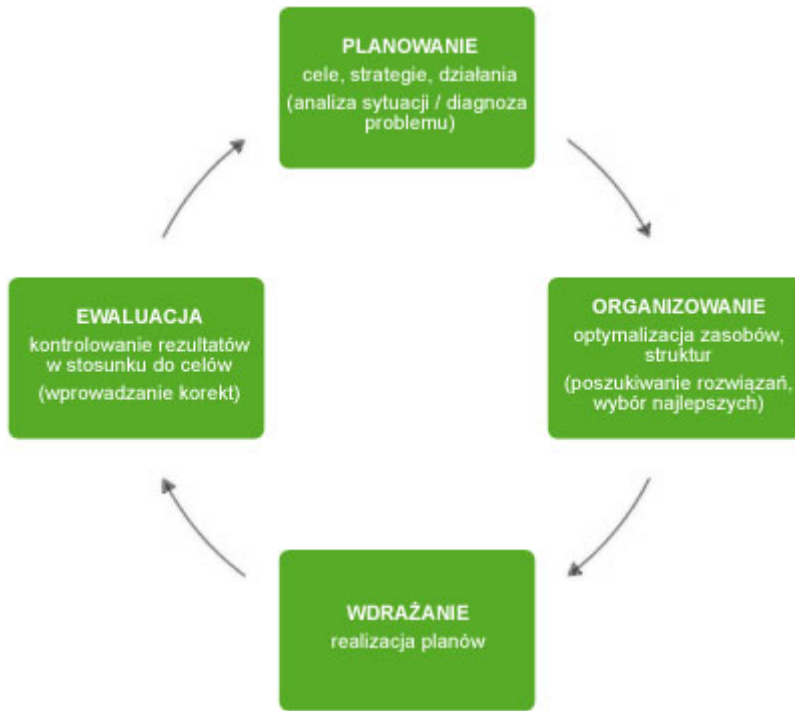 PLANOWANIE
cele, strategie, działania
(analiza sytuacji / diagnoza
problemu)
ORGANIZOWANIE
optymalizacja zasobów,
struktur
(poszukiwanie rozwiązań,
wybór najlepszych)
WDRAŻANIE
realizacja planów
EWALUACJA
kontrolowanie rezultatów
w stosunku do celów
(wprowadzanie korekt)